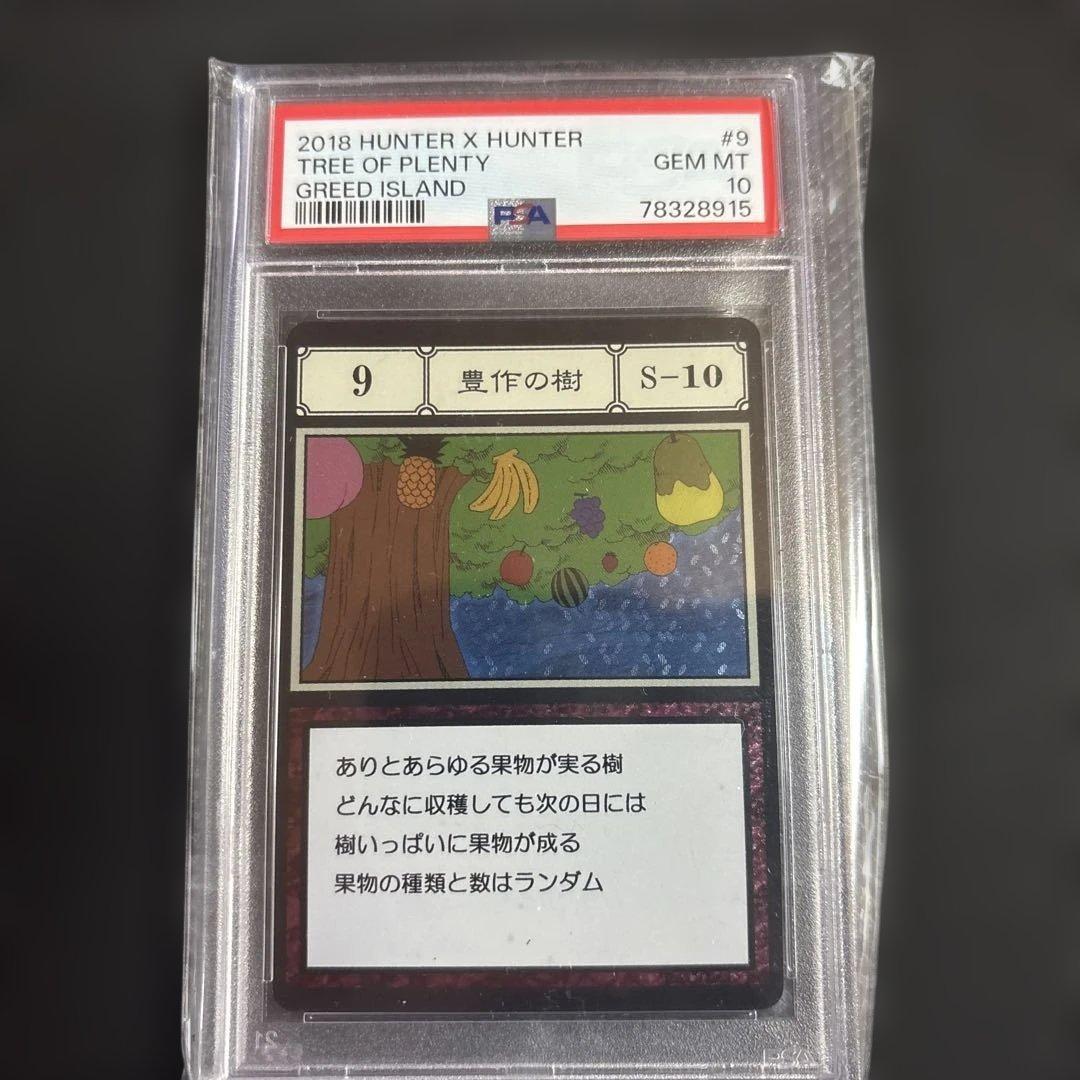 2018 HUNTER X HUNTER #9
TREE OF PLENTY GEM MT
GREED ISLAND 10
78328915
PSA
9 豊作の樹 S-10
ありとあらゆる果物が実る樹
どんなに収穫しても次の日には
樹いっぱいに果物が成る
果物の種類と数はランダム
21
PSA